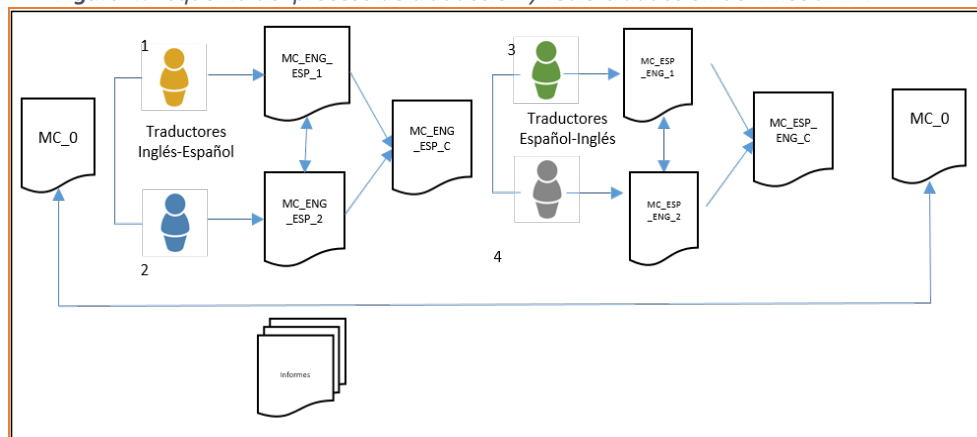 1
MC_ENG_
ESP_1
3
MC_ESP
_ENG_1
MC_0
Traductores
Inglés-Español
MC_ENG
_ESP_C
Traductores
Español-Inglés
MC_ESP_
ENG_C
MC_0
MC_ENG
_ESP_2
MC_ESP
_ENG_2
2
4
Informes